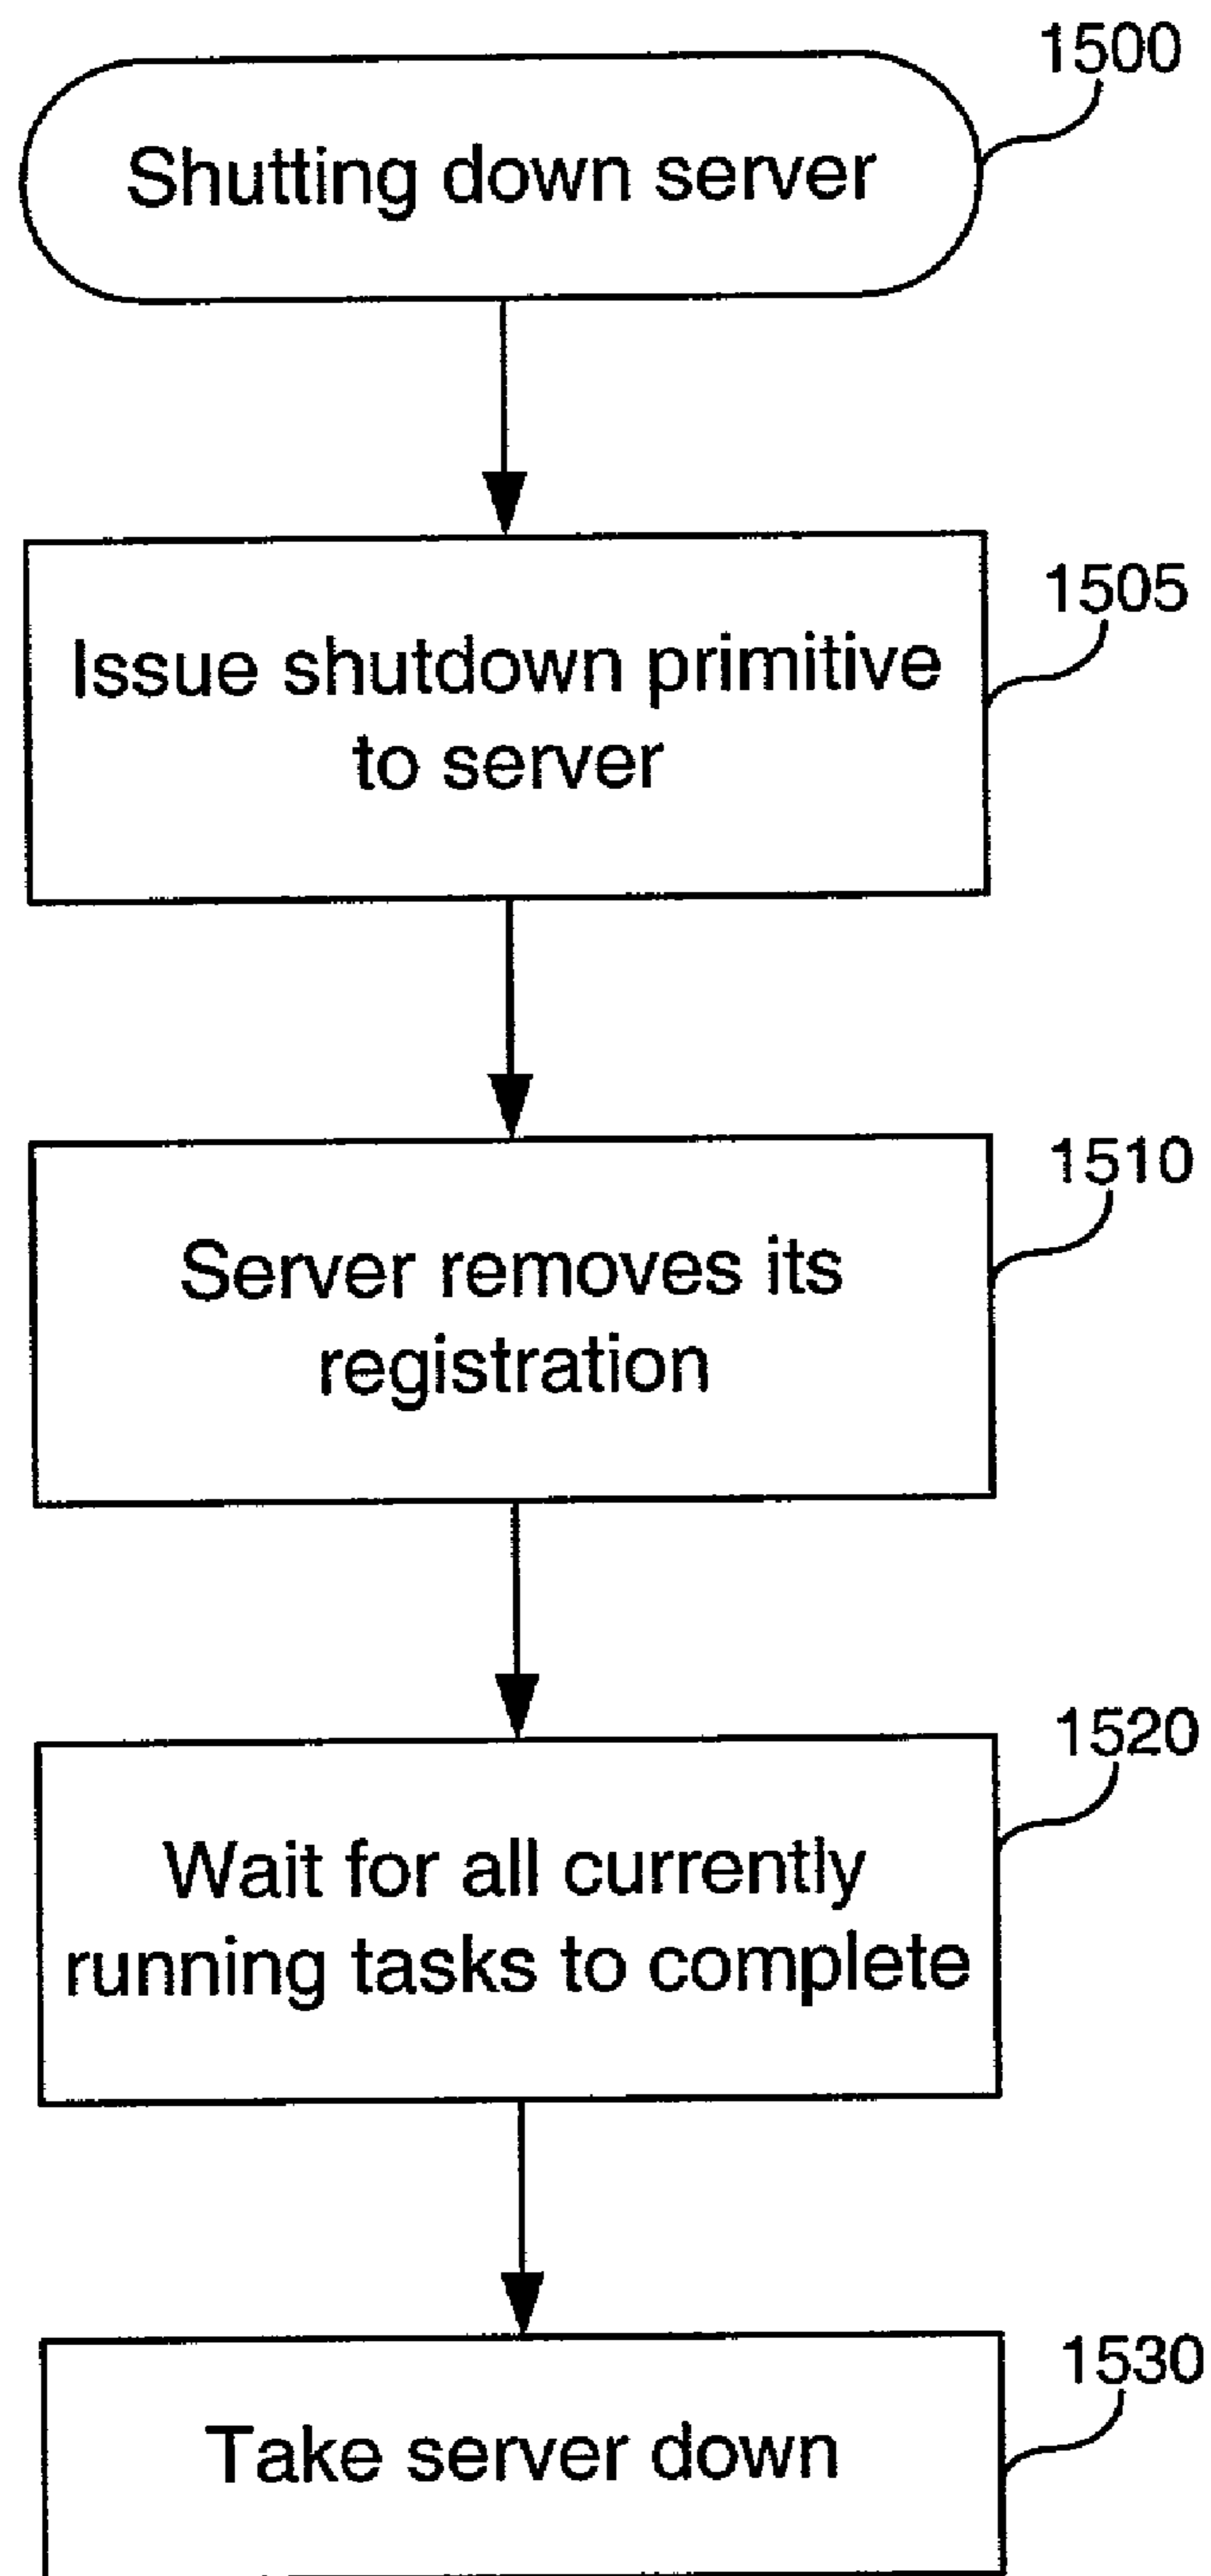 1500
Shutting down server
1505
Issue shutdown primitive
to server
1510
Server removes its
registration
1520
Wait for all currently
running tasks to complete
1530
Take server down